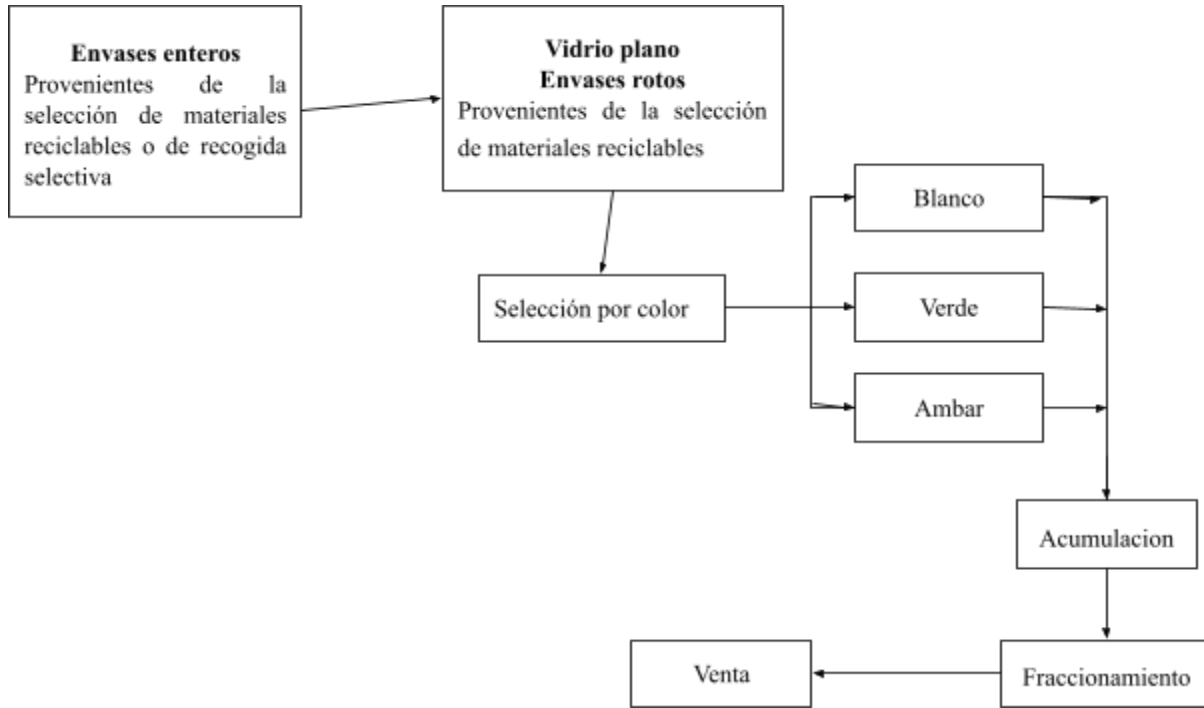 Envases enteros
Provenientes de la
selección de materiales
reciclables o de recogida
selectiva
Vidrio plano
Envases rotos
Provenientes de la selección
de materiales reciclables
Selección por color
Blanco
Verde
Ambar
Acumulacion
Fraccionamiento
Venta